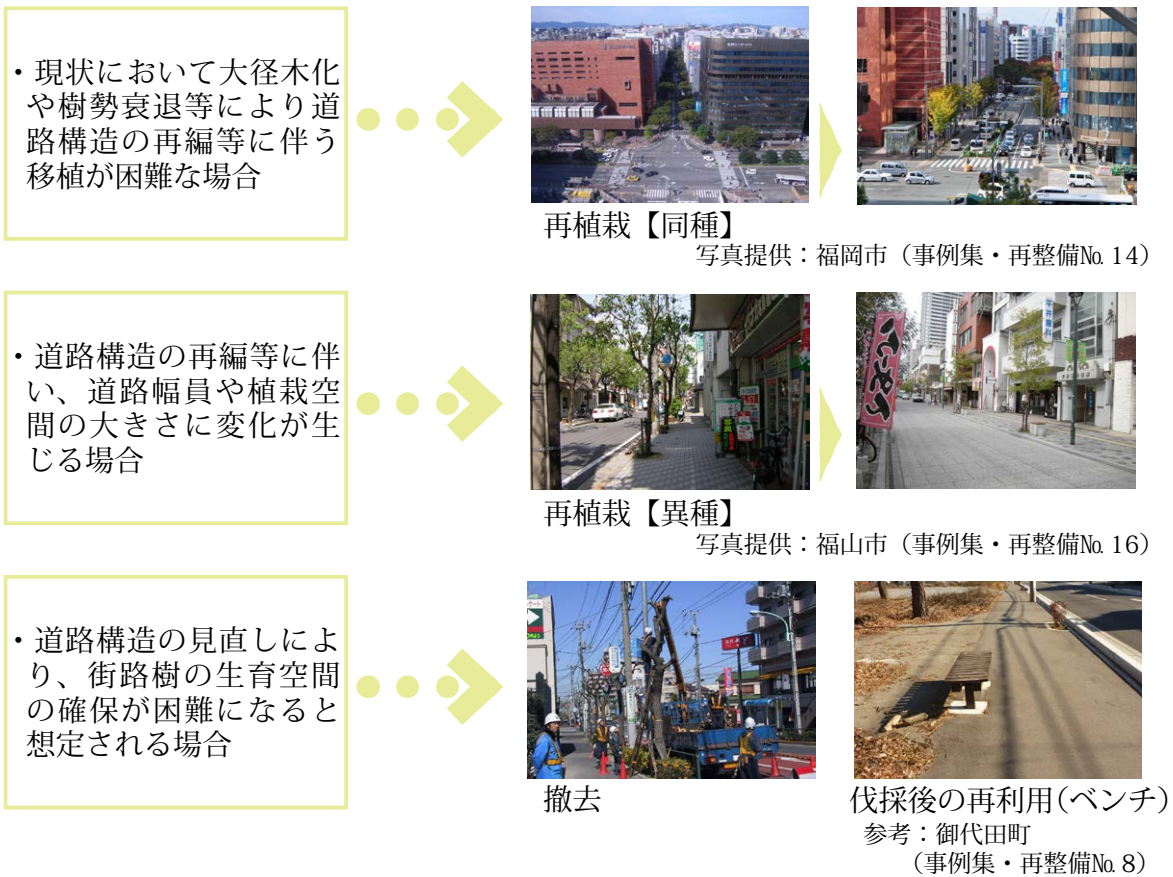 ・現状において大径木化
や樹勢衰退等により道
路構造の再編等に伴う
移植が困難な場合
再植栽【同種】
写真提供：福岡市（事例集・再整備№14）
・道路構造の再編等に伴
い、道路幅員や植栽空
間の大きさに変化が生
じる場合
再植栽【異種】
写真提供：福山市（事例集・再整備№16）
・道路構造の見直しによ
り、街路樹の生育空間
の確保が困難になると
想定される場合
撤去
伐採後の再利用(ベンチ)
参考：御代田町
（事例集・再整備№8）